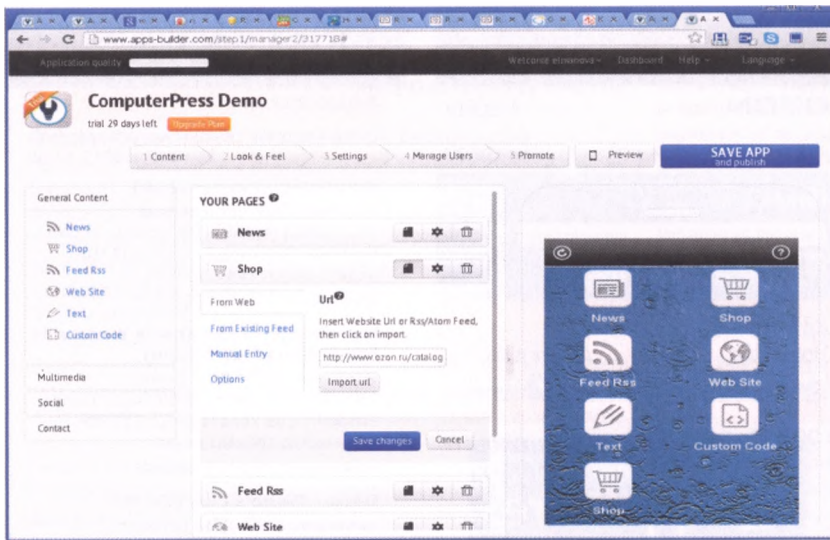 www.apps-builder.com/step1/manager2/317718#
Application quality
Welcome Dashboard Help Language
ComputerPress Demo
trial 29 days left Upgrade Plan
1 Content 2 Look & Feel 3 Settings 4 Manage Users 5 Promote Preview SAVE APP
and publish
General Content
News
Shop
Feed Rss
Web Site
Text
Custom Code
Multimedia
Social
Contact
YOUR PAGES
News
Shop
From Web
From Existing Feed
Manual Entry
Options
Url
Insert Website Url or Rss/Atom Feed,
then click on import.
http://www.ozon.ru/catalog
Import url
Save changes Cancel
Feed Rss
Web Site
News Shop
Feed Rss Web Site
Text Custom Code
Shop